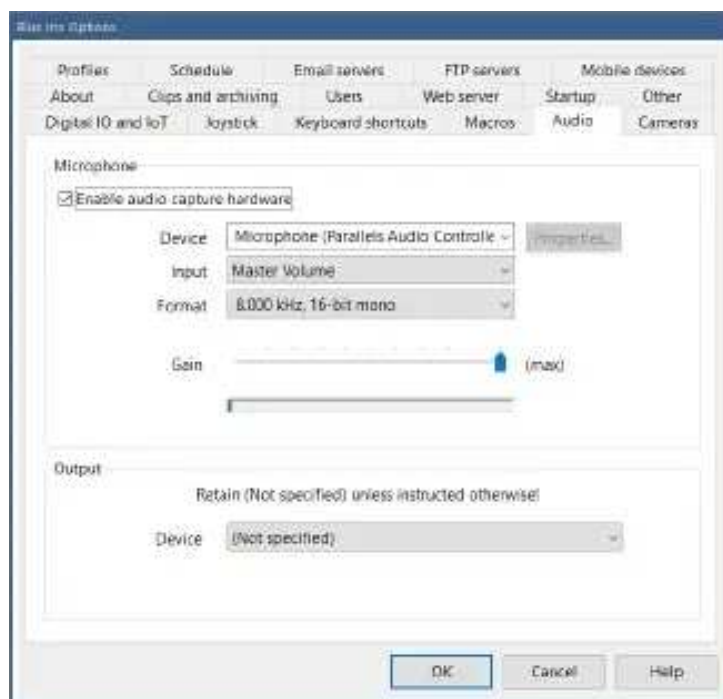 Blue Iris Options
Profiles Schedule Email servers FTP servers Mobile devices
About Clips and archiving Users Web server Startup Other
Digital IO and IoT Joystick Keyboard shortcuts Macros Audio Cameras
Microphone
Enable audio capture hardware
Device Microphone (Parallels Audio Controlle
Properties...
Input Master Volume
Format 8.000 kHz, 16-bit mono
Gain (max)
Output
Retain (Not specified) unless instructed otherwise!
Device (Not specified)
OK Cancel Help